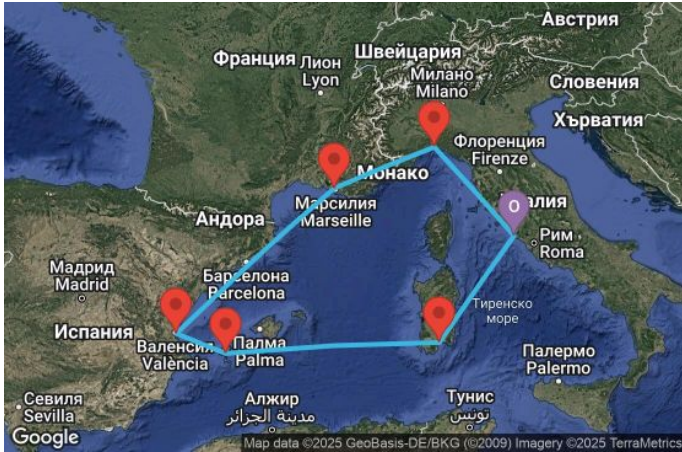 Австрия
Франция
Лион
Lyon
Швейцария
Милано
Milano
Словения
Хърватия
Флоренция
Firenze
Монако
Марсилия
Marseille
O
алия
Рим
Roma
Андора
Мадрид
Madrid
Барселона
Barcelona
Тиренско
море
Испания
Валенсия
València
Палма
Palma
Палермо
Palermo
Севиля
Sevilla
Алжир
مدينة الجزائر
Тунис
تونس
Google
Map data ©2025 GeoBasis-DE/BKG (©2009) Imagery ©2025 TerraMetrics